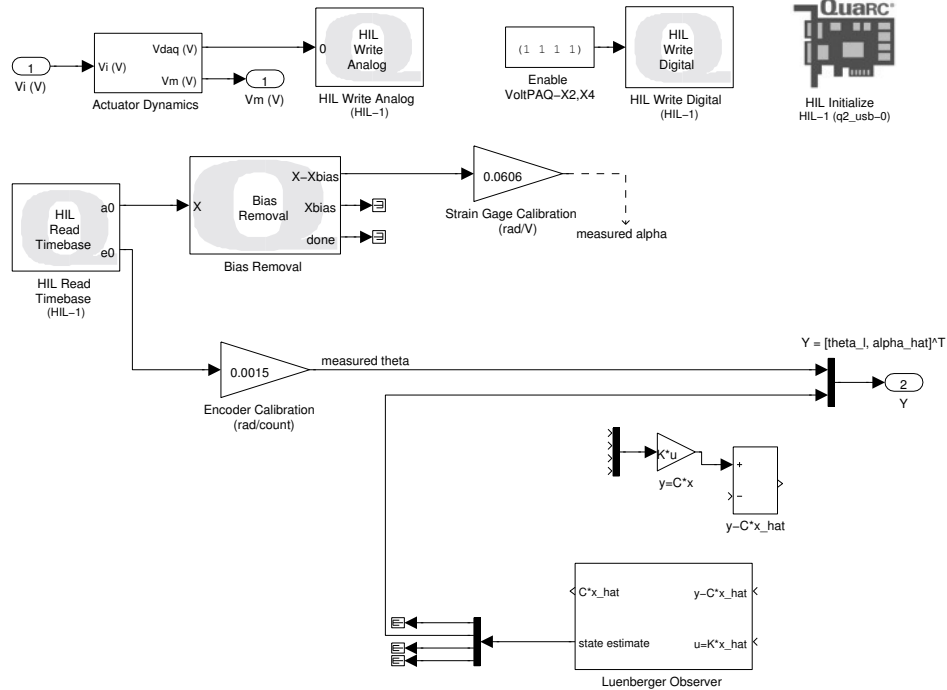 QUARC
Vi (V)
Vdaq (V)
Vm (V)
Actuator Dynamics
1
Vi (V)
1
Vm (V)
0
HIL
Write
Analog
HIL Write Analog
(HIL−1)
(1 1 1 1)
Enable
VoltPAQ−X2,X4
HIL
Write
Digital
HIL Write Digital
(HIL−1)
HIL Initialize
HIL−1 (q2_usb−0)
HIL
Read
Timebase
a0
e0
HIL Read
Timebase
(HIL−1)
X
Bias
Removal
X−Xbias
Xbias
done
Bias Removal
0.0606
Strain Gage Calibration
(rad/V)
measured alpha
0.0015
Encoder Calibration
(rad/count)
measured theta
Y = [theta_l, alpha_hat]^T
2
Y
K*u
y=C*x
+
−
y−C*x_hat
C*x_hat
y−C*x_hat
state estimate
u=K*x_hat
Luenberger Observer